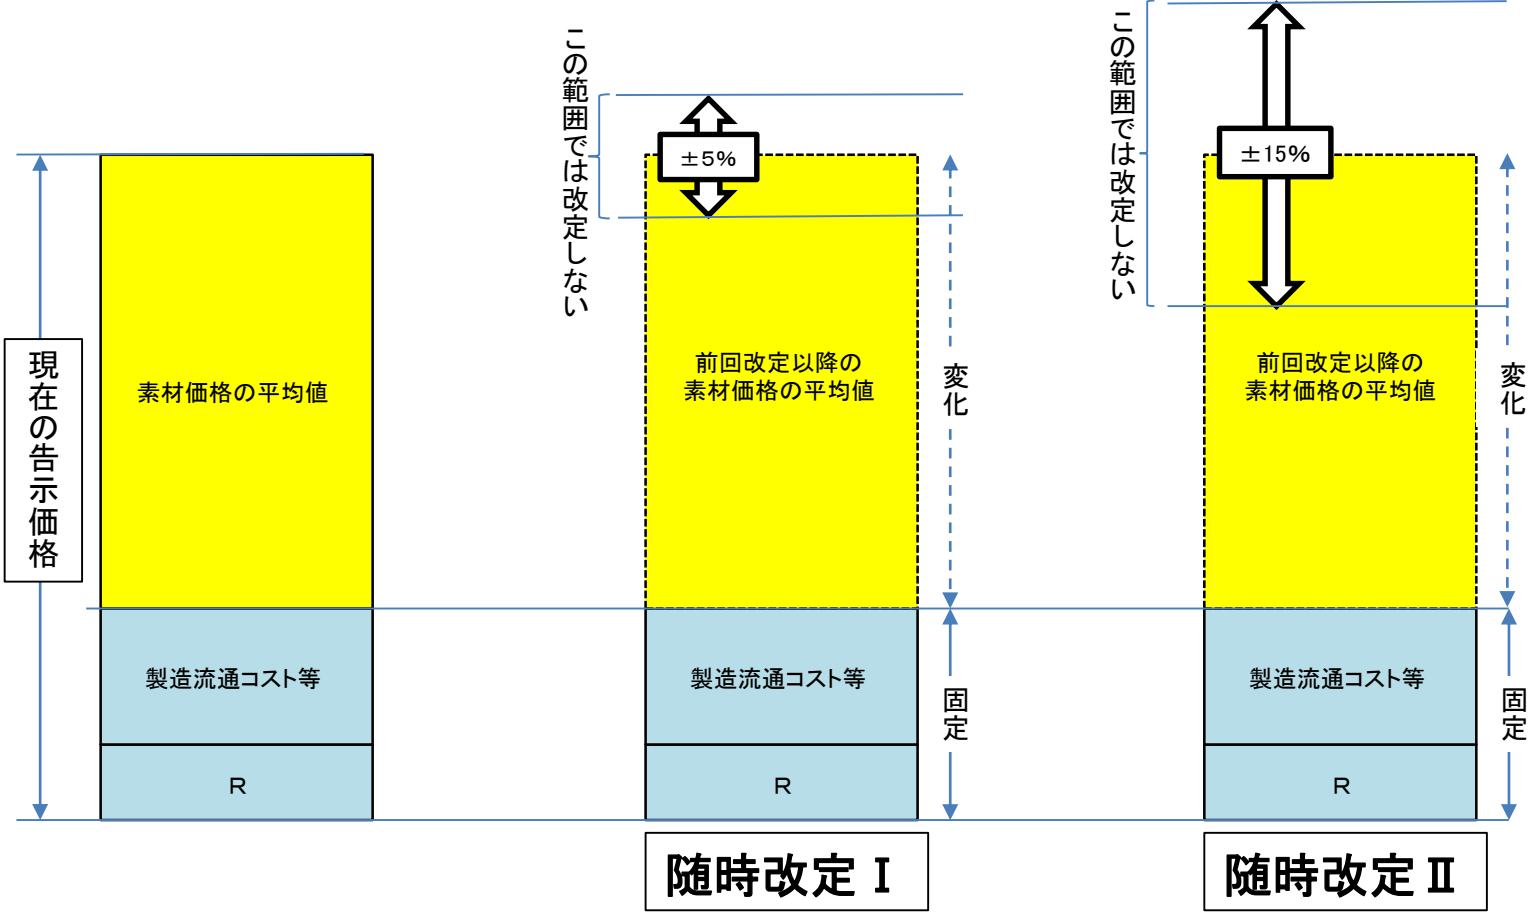 現在の告示価格
素材価格の平均値
製造流通コスト等
R
この範囲では改定しない
±5%
前回改定以降の
素材価格の平均値
変化
製造流通コスト等
固定
R
随時改定Ⅰ
この範囲では改定しない
±15%
前回改定以降の
素材価格の平均値
変化
製造流通コスト等
固定
R
随時改定Ⅱ